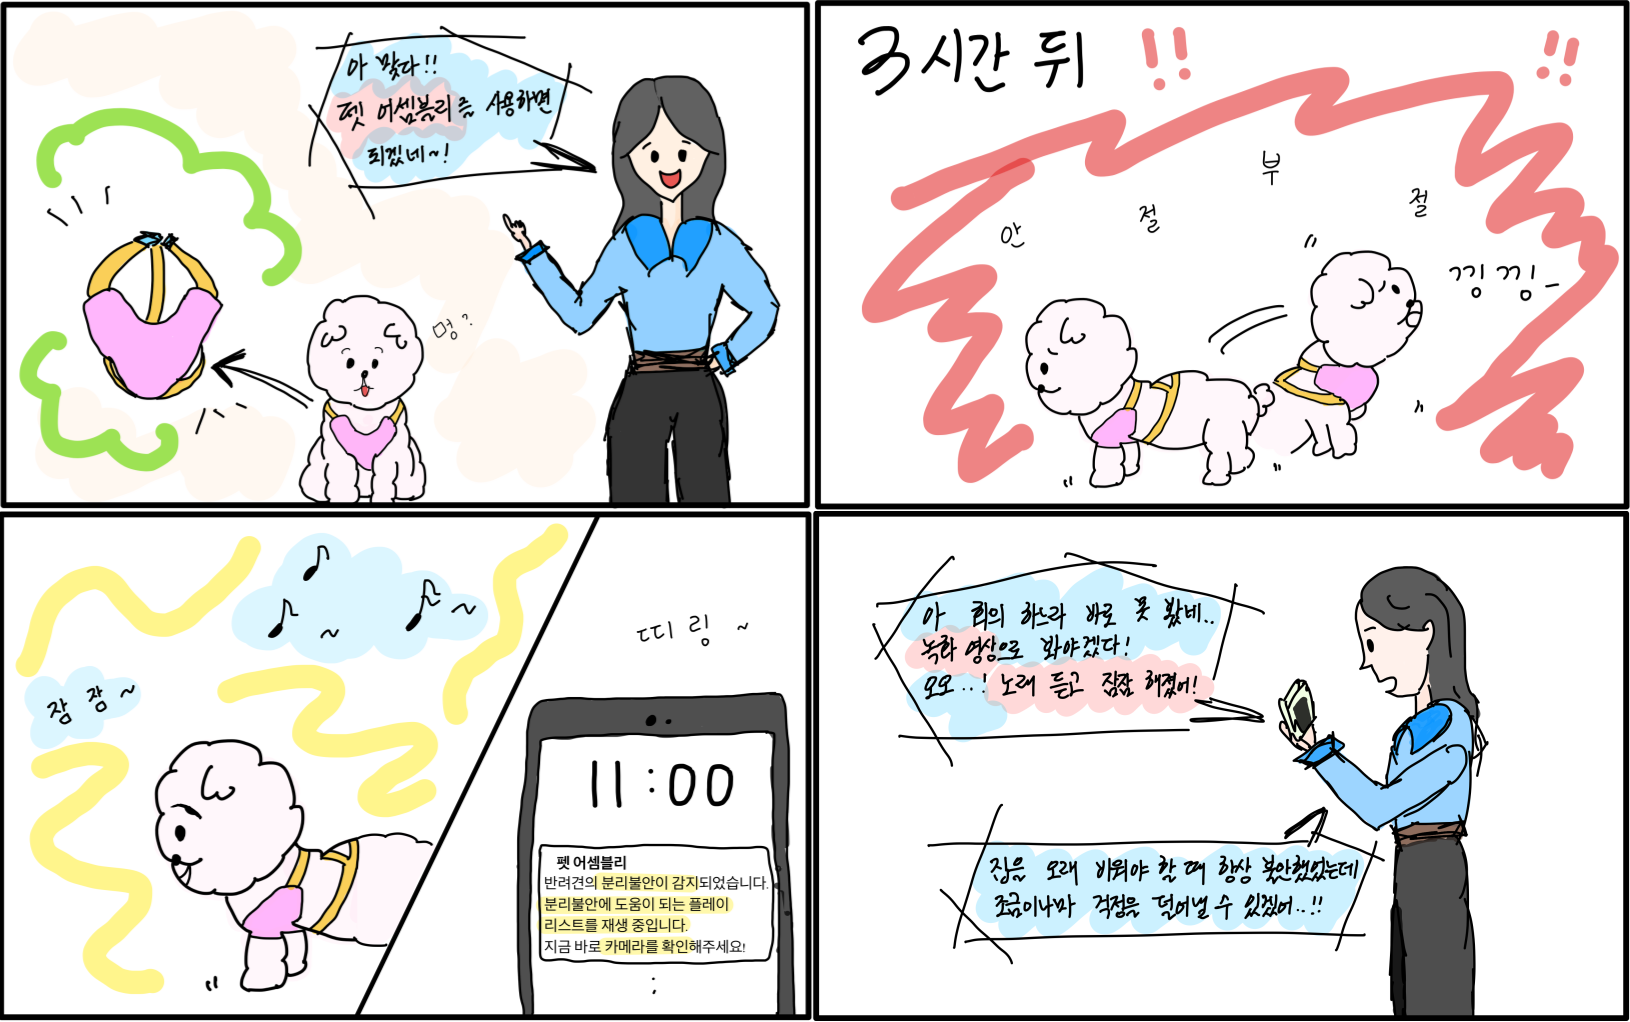 아 맞다!!
펫 어셈블리를 사용하면
되겠네~!
멍?
3시간 뒤 !! !!
안 절 부 절
낑 낑_
잠 잠 ~
~ ~
띠 링 ~
11:00
펫 어셈블리
반려견의 분리불안이 감지되었습니다.
분리불안에 도움이 되는 플레이
리스트를 재생 중입니다.
지금 바로 카메라를 확인해주세요!
아 회의 하느라 바로 못 봤네..
녹화 영상으로 봐야겠다!
오오..! 노래 듣고 잠잠 해졌어!
집을 오래 비워야 할 때 항상 불안했었는데
조금이나마 걱정을 덜어낼 수 있겠어..!!